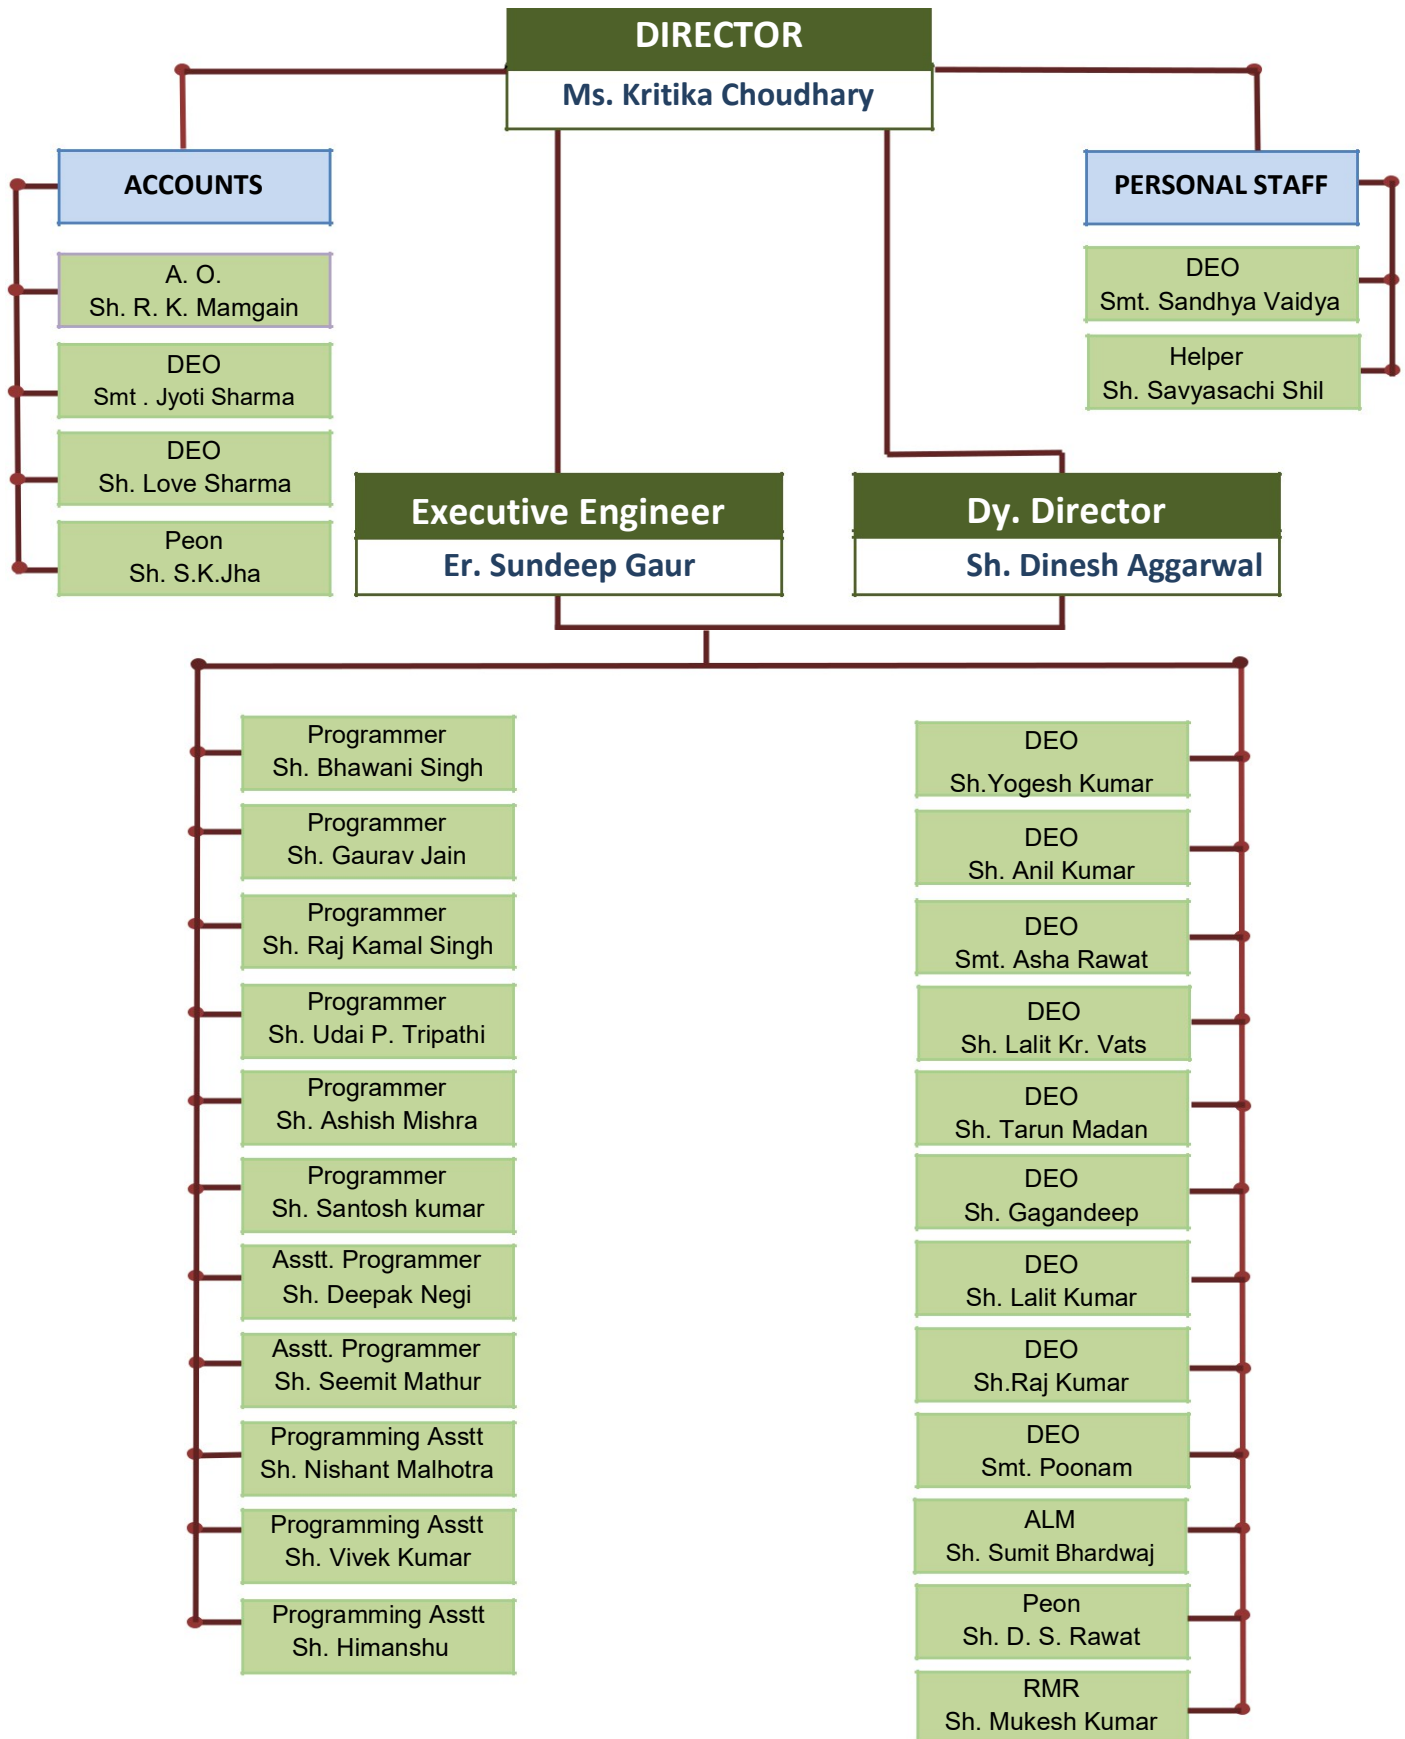 DIRECTOR
Ms. Kritika Choudhary
ACCOUNTS
A. O.
Sh. R. K. Mamgain
DEO
Smt . Jyoti Sharma
DEO
Sh. Love Sharma
Peon
Sh. S.K.Jha
PERSONAL STAFF
DEO
Smt. Sandhya Vaidya
Helper
Sh. Savyasachi Shil
Executive Engineer
Er. Sundeep Gaur
Dy. Director
Sh. Dinesh Aggarwal
Programmer
Sh. Bhawani Singh
Programmer
Sh. Gaurav Jain
Programmer
Sh. Raj Kamal Singh
Programmer
Sh. Udai P. Tripathi
Programmer
Sh. Ashish Mishra
Programmer
Sh. Santosh kumar
Asstt. Programmer
Sh. Deepak Negi
Asstt. Programmer
Sh. Seemit Mathur
Programming Asstt
Sh. Nishant Malhotra
Programming Asstt
Sh. Vivek Kumar
Programming Asstt
Sh. Himanshu
DEO
Sh.Yogesh Kumar
DEO
Sh. Anil Kumar
DEO
Smt. Asha Rawat
DEO
Sh. Lalit Kr. Vats
DEO
Sh. Tarun Madan
DEO
Sh. Gagandeep
DEO
Sh. Lalit Kumar
DEO
Sh.Raj Kumar
DEO
Smt. Poonam
ALM
Sh. Sumit Bhardwaj
Peon
Sh. D. S. Rawat
RMR
Sh. Mukesh Kumar